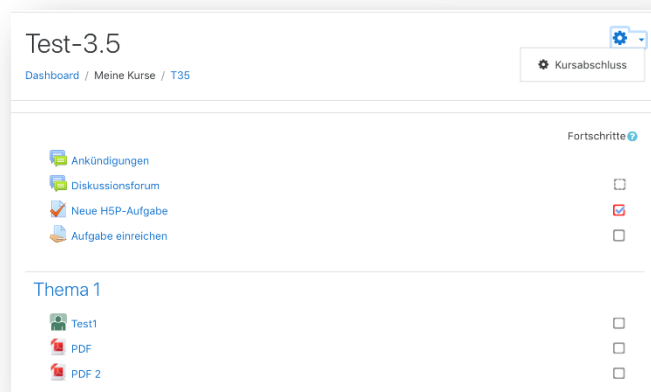 Test-3.5
Kursabschluss
Dashboard / Meine Kurse / T35
Fortschritte
Ankündigungen
Diskussionsforum
Neue H5P-Aufgabe
Aufgabe einreichen
Thema 1
Test1
PDF
PDF 2